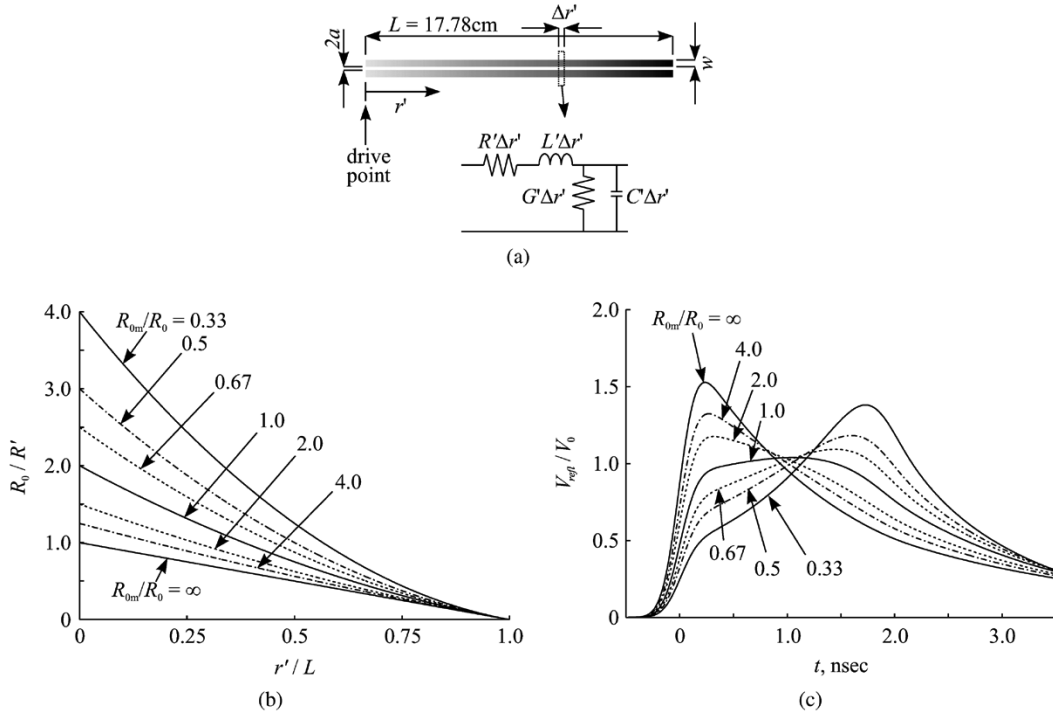 L = 17.78cm
Δr'
2a
w
r'
drive
point
R'Δr'
L'Δr'
G'Δr'
C'Δr'
(a)
4.0
3.0
2.0
1.0
0
R₀ / R'
R₀ₘ/R₀ = 0.33
0.5
0.67
1.0
2.0
4.0
R₀ₘ/R₀ = ∞
0
0.25
0.5
0.75
1.0
r' / L
(b)
2.0
1.5
1.0
0.5
0
V_refl / V₀
R₀ₘ/R₀ = ∞
4.0
2.0
1.0
0.67
0.5
0.33
0
1.0
2.0
3.0
t, nsec
(c)